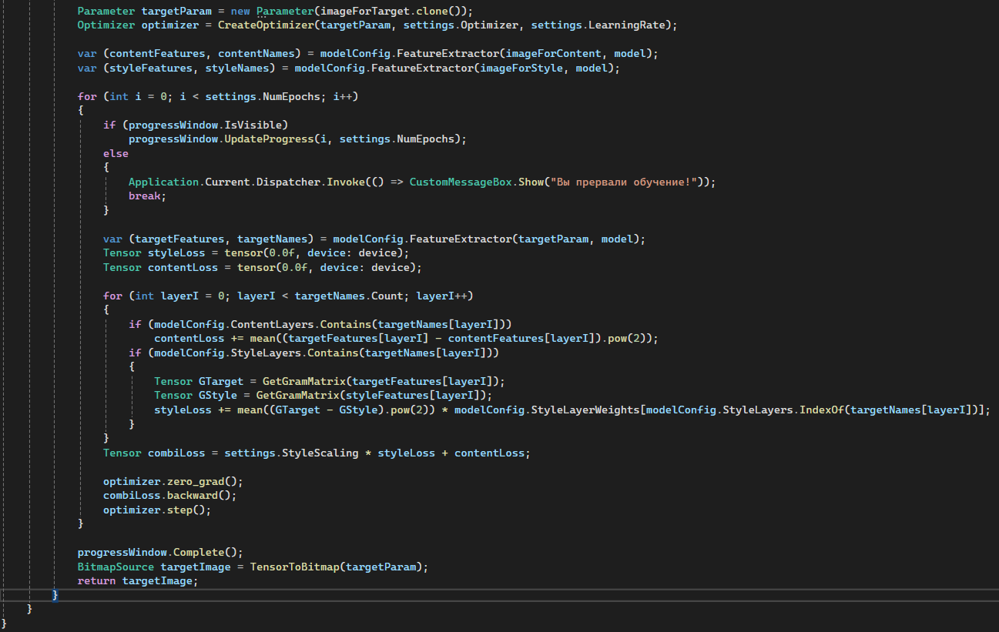 Parameter targetParam = new Parameter(imageForTarget.clone());
Optimizer optimizer = CreateOptimizer(targetParam, settings.Optimizer, settings.LearningRate);
var (contentFeatures, contentNames) = modelConfig.FeatureExtractor(imageForContent, model);
var (styleFeatures, styleNames) = modelConfig.FeatureExtractor(imageForStyle, model);
for (int i = 0; i < settings.NumEpochs; i++)
{
if (progressWindow.IsVisible)
progressWindow.UpdateProgress(i, settings.NumEpochs);
else
{
Application.Current.Dispatcher.Invoke(() => CustomMessageBox.Show("Вы прервали обучение!"));
break;
}
var (targetFeatures, targetNames) = modelConfig.FeatureExtractor(targetParam, model);
Tensor styleLoss = tensor(0.0f, device: device);
Tensor contentLoss = tensor(0.0f, device: device);
for (int layerI = 0; layerI < targetNames.Count; layerI++)
{
if (modelConfig.ContentLayers.Contains(targetNames[layerI]))
contentLoss += mean((targetFeatures[layerI] - contentFeatures[layerI]).pow(2));
if (modelConfig.StyleLayers.Contains(targetNames[layerI]))
{
Tensor GTarget = GetGramMatrix(targetFeatures[layerI]);
Tensor GStyle = GetGramMatrix(styleFeatures[layerI]);
styleLoss += mean((GTarget - GStyle).pow(2)) * modelConfig.StyleLayerWeights[modelConfig.StyleLayers.IndexOf(targetNames[layerI])];
}
}
Tensor combiLoss = settings.StyleScaling * styleLoss + contentLoss;
optimizer.zero_grad();
combiLoss.backward();
optimizer.step();
}
progressWindow.Complete();
BitmapSource targetImage = TensorToBitmap(targetParam);
return targetImage;
}
}
}